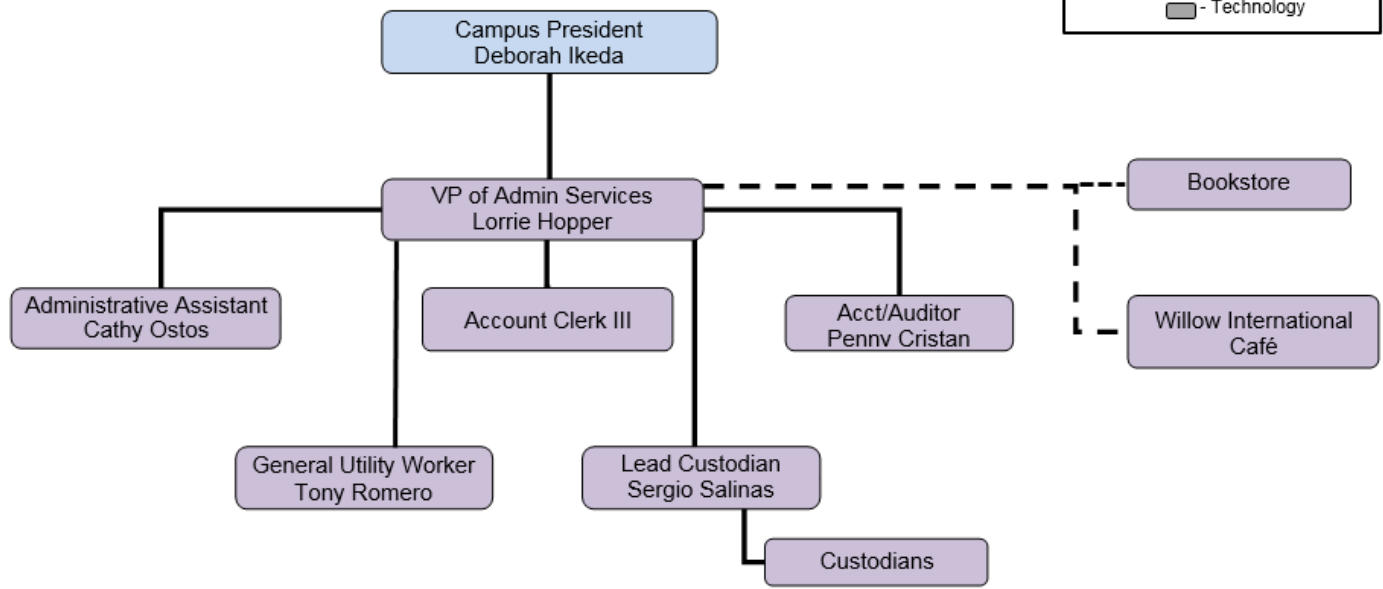 - Technology
Campus President
Deborah Ikeda
VP of Admin Services
Lorrie Hopper
Bookstore
Administrative Assistant
Cathy Ostos
Account Clerk III
Acct/Auditor
Penny Cristan
Willow International
Café
General Utility Worker
Tony Romero
Lead Custodian
Sergio Salinas
Custodians